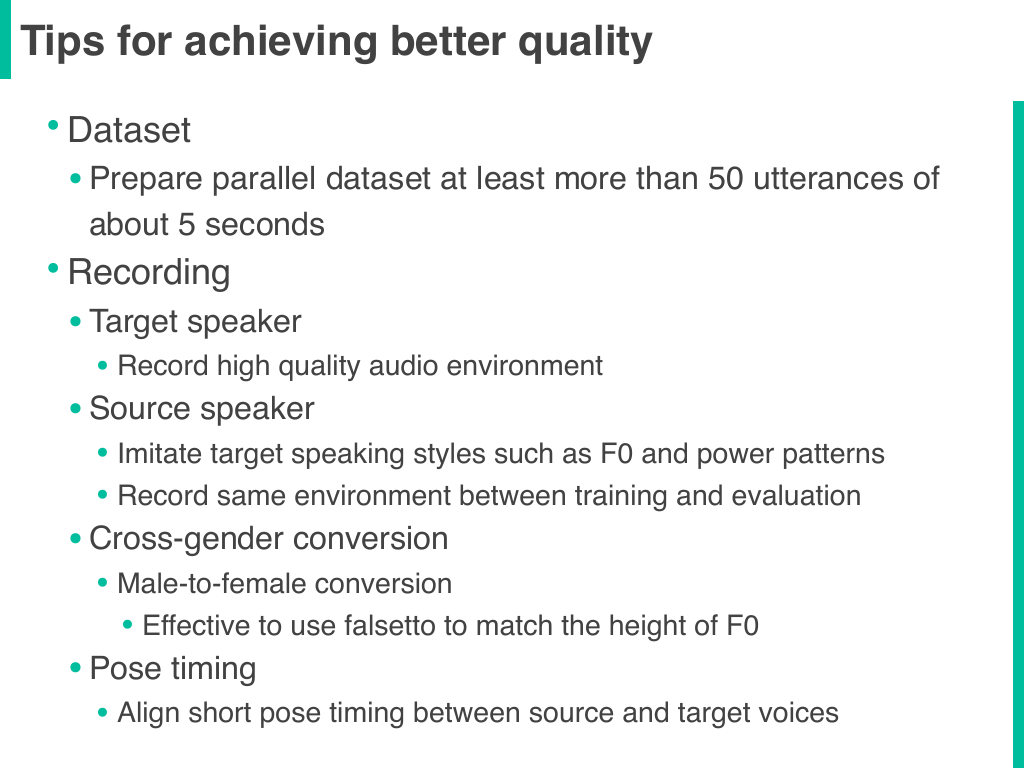 Tips for achieving better quality
• Dataset
• Prepare parallel dataset at least more than 50 utterances of
about 5 seconds
• Recording
• Target speaker
• Record high quality audio environment
• Source speaker
• Imitate target speaking styles such as F0 and power patterns
• Record same environment between training and evaluation
• Cross-gender conversion
• Male-to-female conversion
• Effective to use falsetto to match the height of F0
• Pose timing
• Align short pose timing between source and target voices